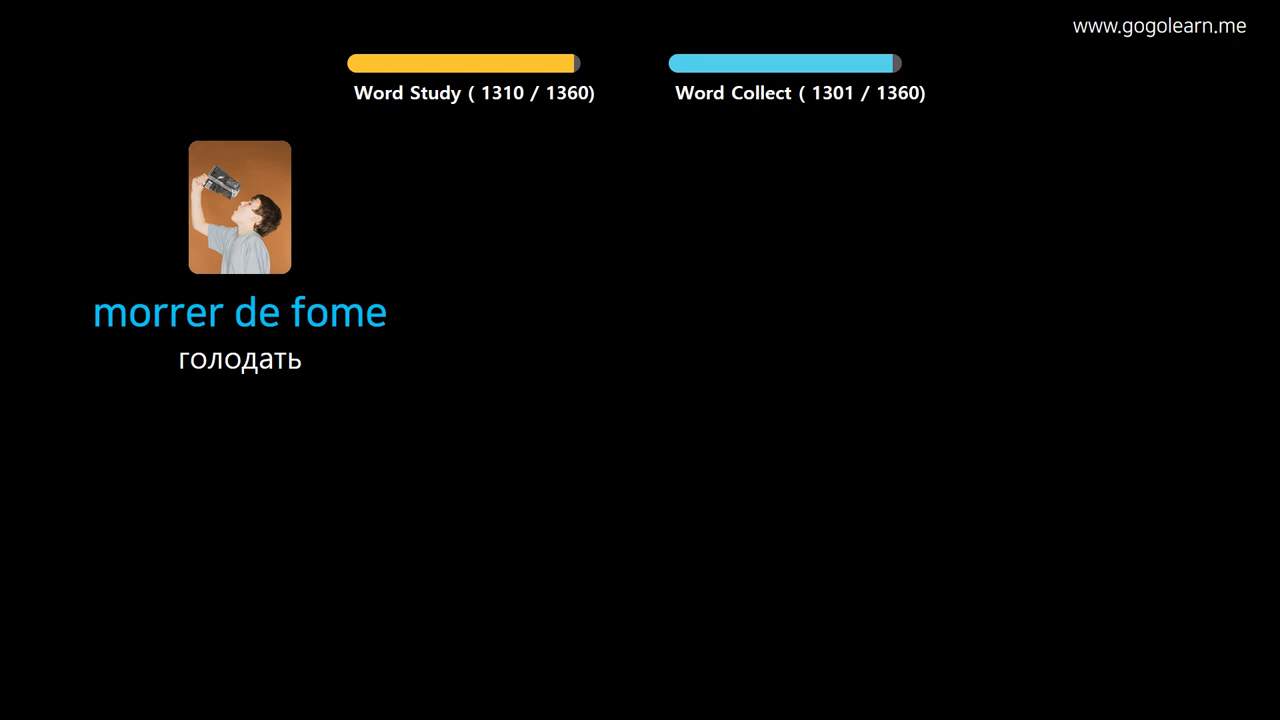 www.gogolearn.me
Word Study ( 1310 / 1360)
Word Collect ( 1301 / 1360)
morrer de fome
голодать